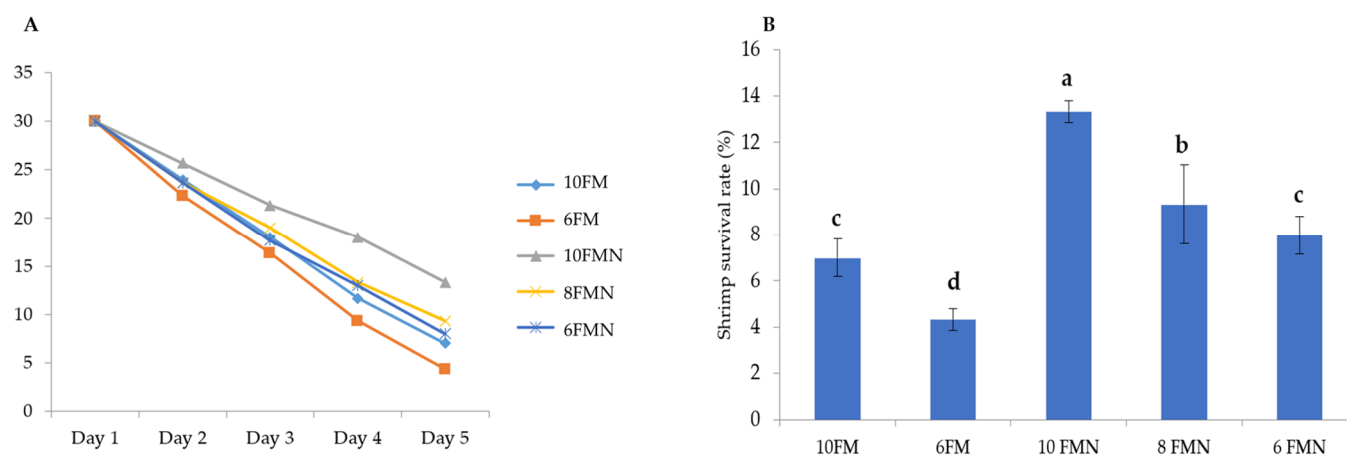 A
35
30
25
20
15
10
5
0
Day 1 Day 2 Day 3 Day 4 Day 5
10FM
6FM
10FMN
8FMN
6FMN
B
Shrimp survival rate (%)
16
14
12
10
8
6
4
2
0
c
d
a
b
c
10FM 6FM 10 FMN 8 FMN 6 FMN